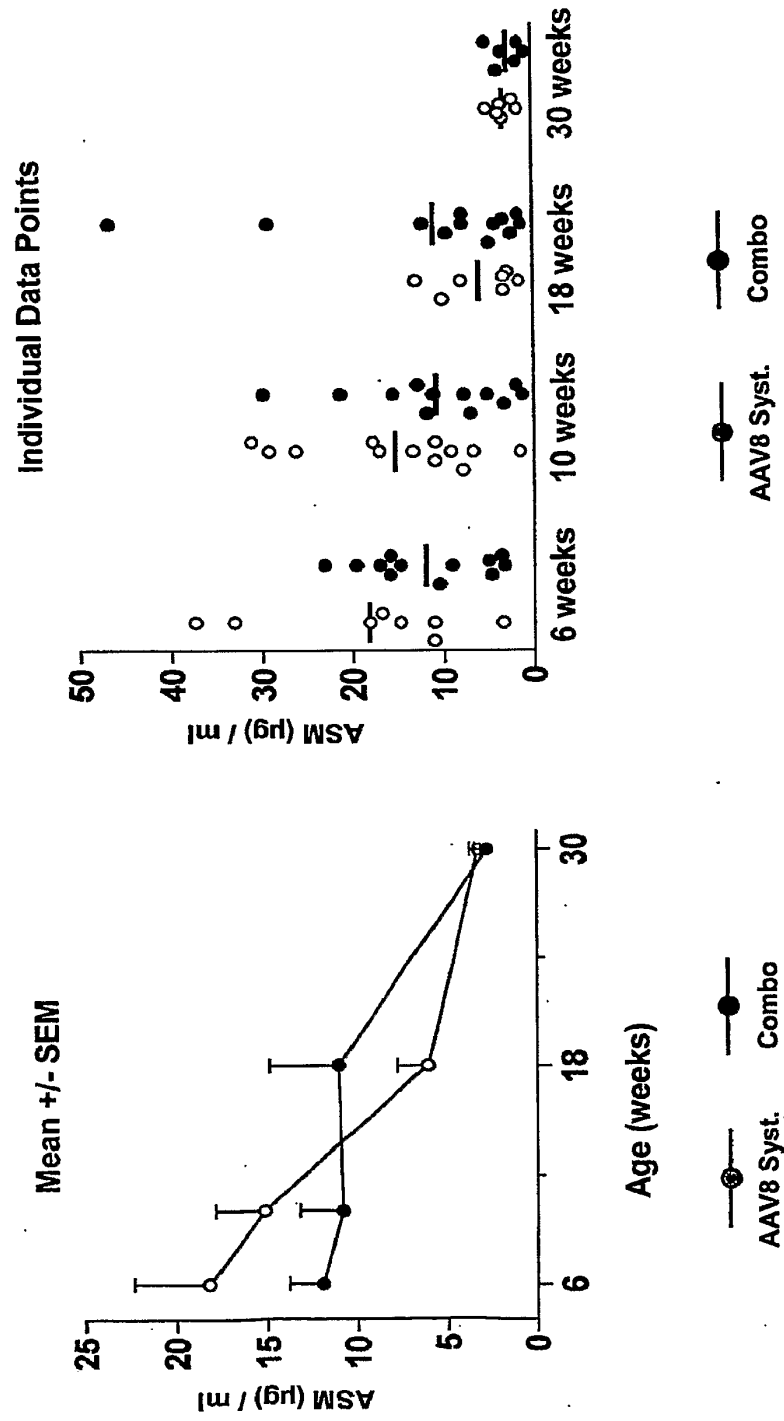 Mean +/- SEM
ASM (µg) / ml
25
20
15
10
5
0
6
18
30
Age (weeks)
AAV8 Syst.
Combo
Individual Data Points
ASM (µg) / ml
50
40
30
20
10
0
6 weeks
10 weeks
18 weeks
30 weeks
AAV8 Syst.
Combo